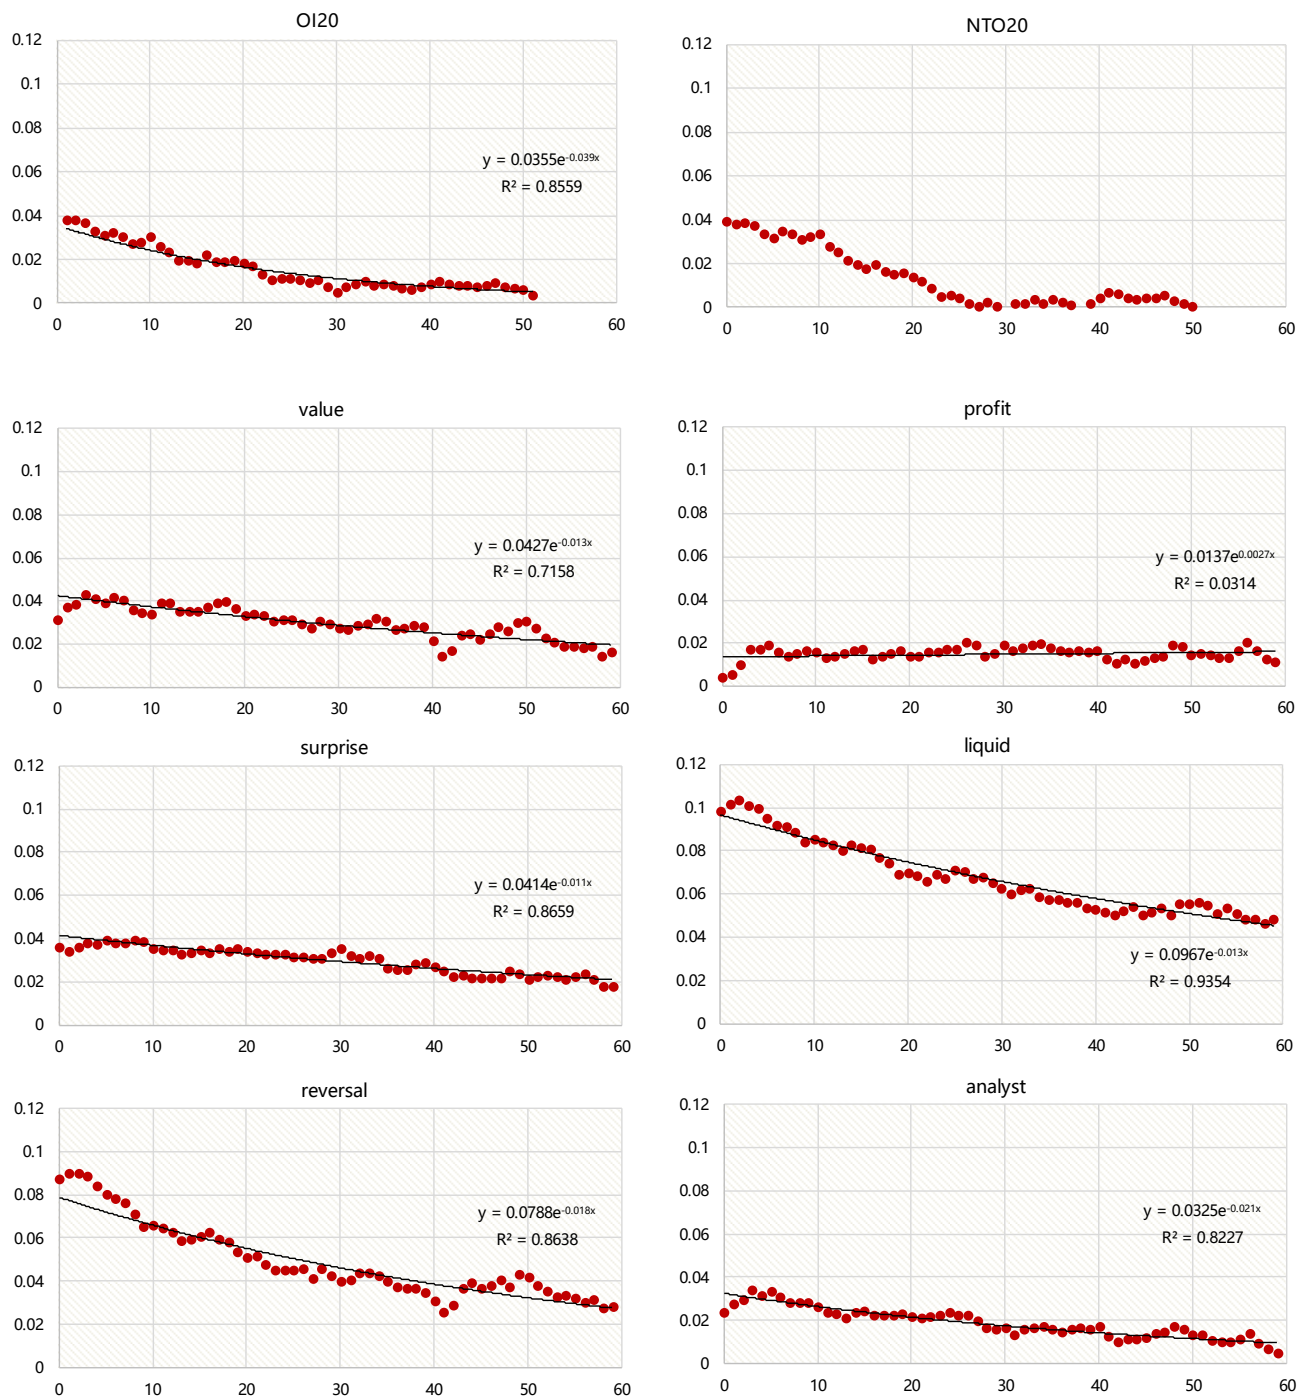 OI20
0.12
0.1
0.08
0.06
0.04
0.02
0
0 10 20 30 40 50 60
y = 0.0355e^-0.039x
R² = 0.8559
NTO20
0.12
0.1
0.08
0.06
0.04
0.02
0
0 10 20 30 40 50 60
value
0.12
0.1
0.08
0.06
0.04
0.02
0
0 10 20 30 40 50 60
y = 0.0427e^-0.013x
R² = 0.7158
profit
0.12
0.1
0.08
0.06
0.04
0.02
0
0 10 20 30 40 50 60
y = 0.0137e^0.0027x
R² = 0.0314
surprise
0.12
0.1
0.08
0.06
0.04
0.02
0
0 10 20 30 40 50 60
y = 0.0414e^-0.011x
R² = 0.8659
liquid
0.12
0.1
0.08
0.06
0.04
0.02
0
0 10 20 30 40 50 60
y = 0.0967e^-0.013x
R² = 0.9354
reversal
0.12
0.1
0.08
0.06
0.04
0.02
0
0 10 20 30 40 50 60
y = 0.0788e^-0.018x
R² = 0.8638
analyst
0.12
0.1
0.08
0.06
0.04
0.02
0
0 10 20 30 40 50 60
y = 0.0325e^-0.021x
R² = 0.8227